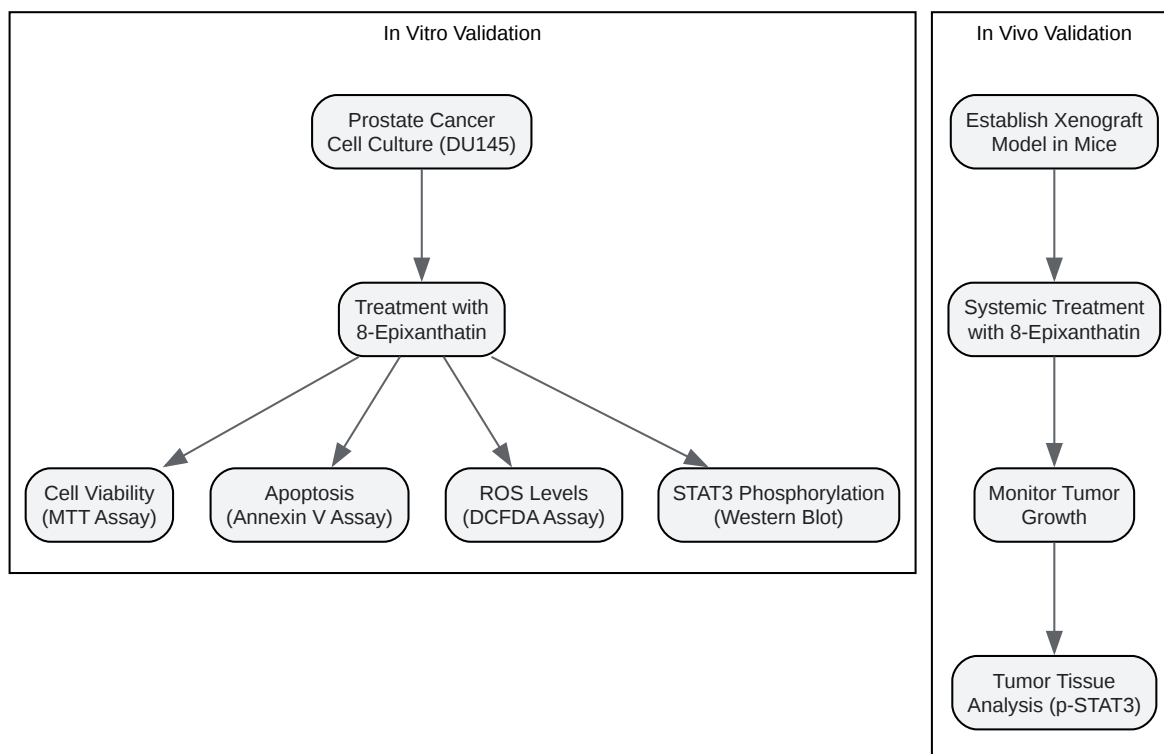 In Vitro Validation
Prostate Cancer
Cell Culture (DU145)
Treatment with
8-Epixanthatin
Cell Viability
(MTT Assay)
Apoptosis
(Annexin V Assay)
ROS Levels
(DCFDA Assay)
STAT3 Phosphorylation
(Western Blot)
In Vivo Validation
Establish Xenograft
Model in Mice
Systemic Treatment
with 8-Epixanthatin
Monitor Tumor
Growth
Tumor Tissue
Analysis (p-STAT3)